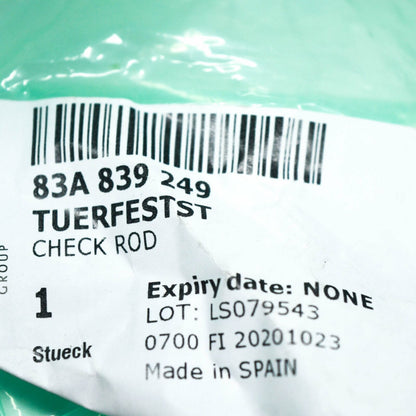 83A 839 249
TUERFESTST
CHECK ROD
GROUP
1
Stueck
Expiry date: NONE
LOT: LS079543
0700 FI 20201023
Made in SPAIN